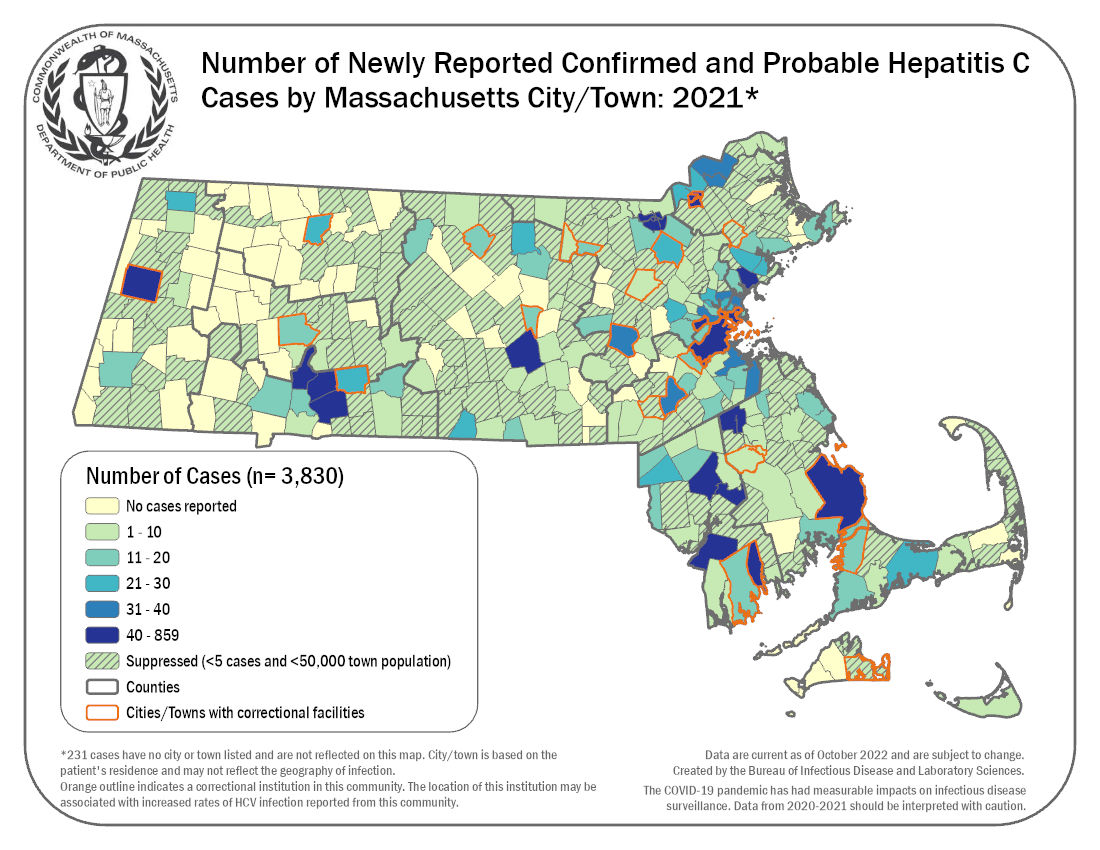 COMMONWEALTH OF MASSACHUSETTS
DEPARTMENT OF PUBLIC HEALTH
Number of Newly Reported Confirmed and Probable Hepatitis C
Cases by Massachusetts City/Town: 2021*
Number of Cases (n= 3,830)
No cases reported
1 - 10
11 - 20
21 - 30
31 - 40
40 - 859
Suppressed (<5 cases and <50,000 town population)
Counties
Cities/Towns with correctional facilities
*231 cases have no city or town listed and are not reflected on this map. City/town is based on the
patient's residence and may not reflect the geography of infection.
Orange outline indicates a correctional institution in this community. The location of this institution may be
associated with increased rates of HCV infection reported from this community.
Data are current as of October 2022 and are subject to change.
Created by the Bureau of Infectious Disease and Laboratory Sciences.
The COVID-19 pandemic has had measurable impacts on infectious disease
surveillance. Data from 2020-2021 should be interpreted with caution.